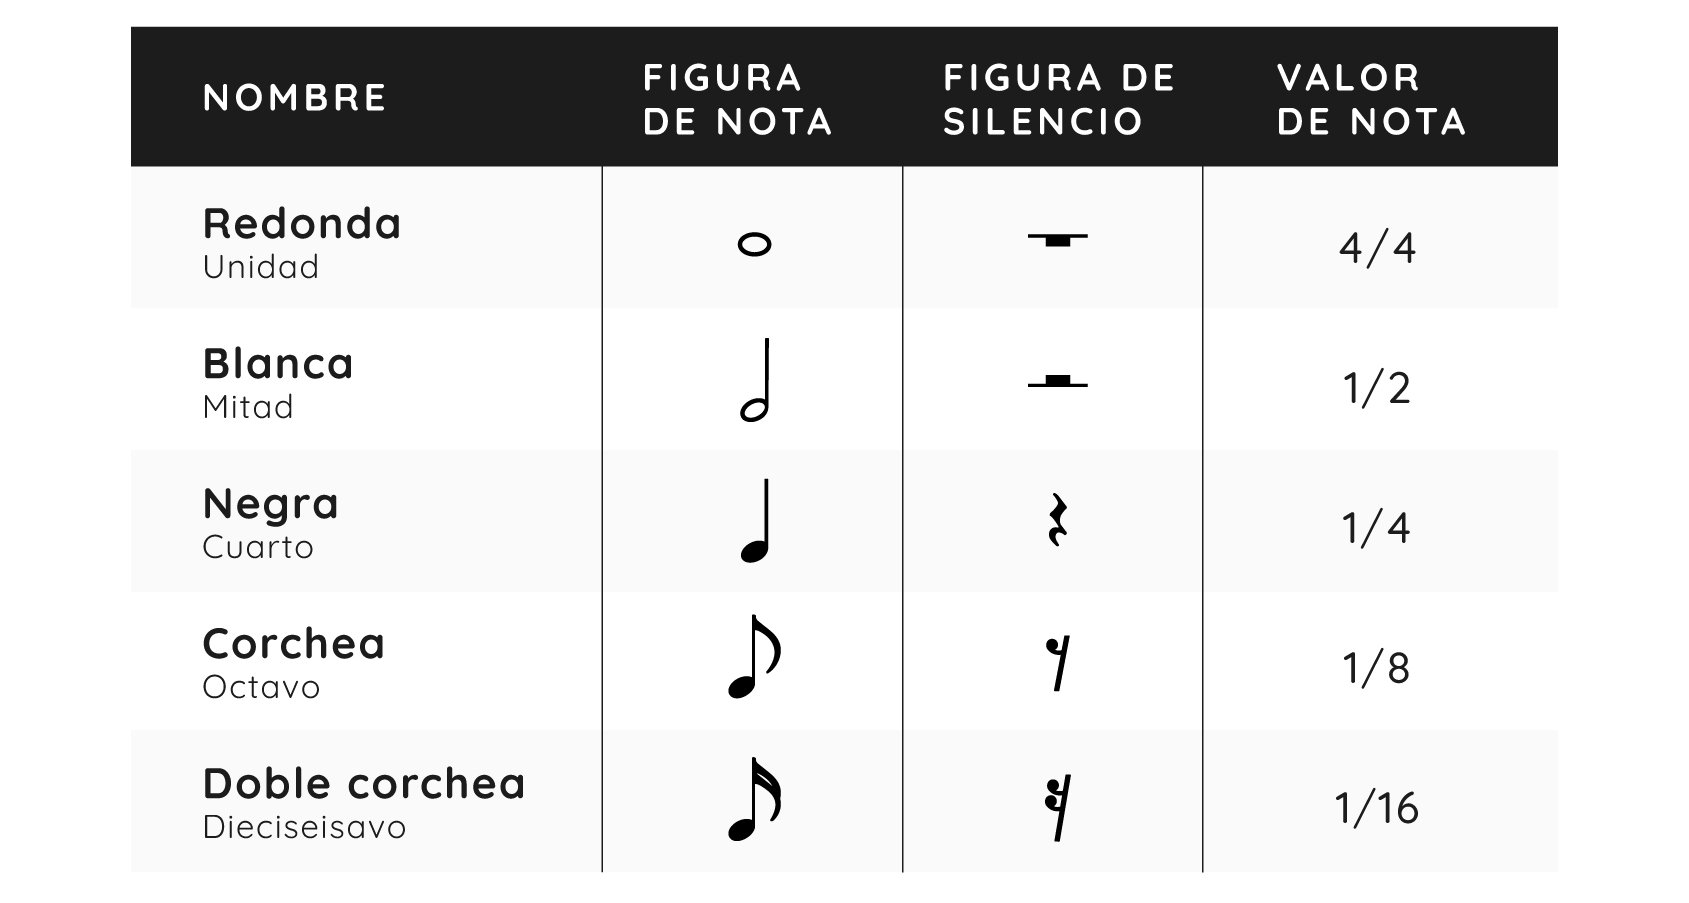 NOMBRE
FIGURA
DE NOTA
FIGURA DE
SILENCIO
VALOR
DE NOTA
Redonda
Unidad
4/4
Blanca
Mitad
1/2
Negra
Cuarto
1/4
Corchea
Octavo
1/8
Doble corchea
Dieciseisavo
1/16